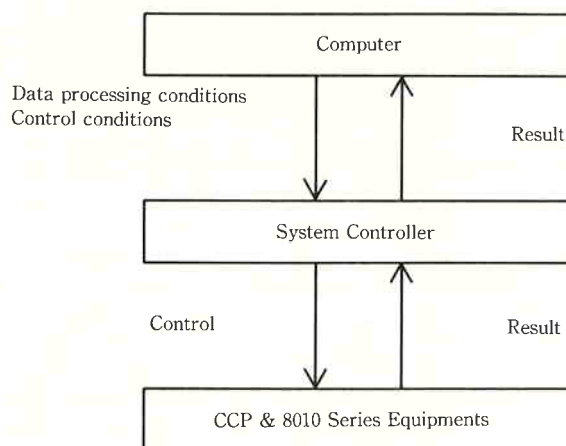 Computer
Data processing conditions
Control conditions
Result
System Controller
Control
Result
CCP & 8010 Series Equipments